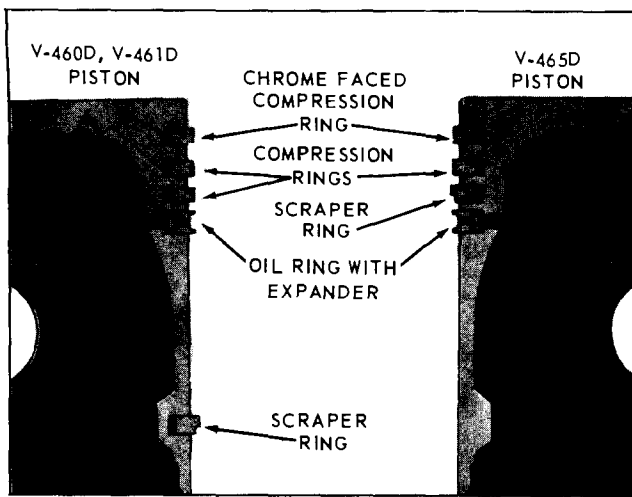 V-460D, V-461D
PISTON
V-465D
PISTON
CHROME FACED
COMPRESSION
RING
COMPRESSION
RINGS
SCRAPER
RING
OIL RING WITH
EXPANDER
SCRAPER
RING